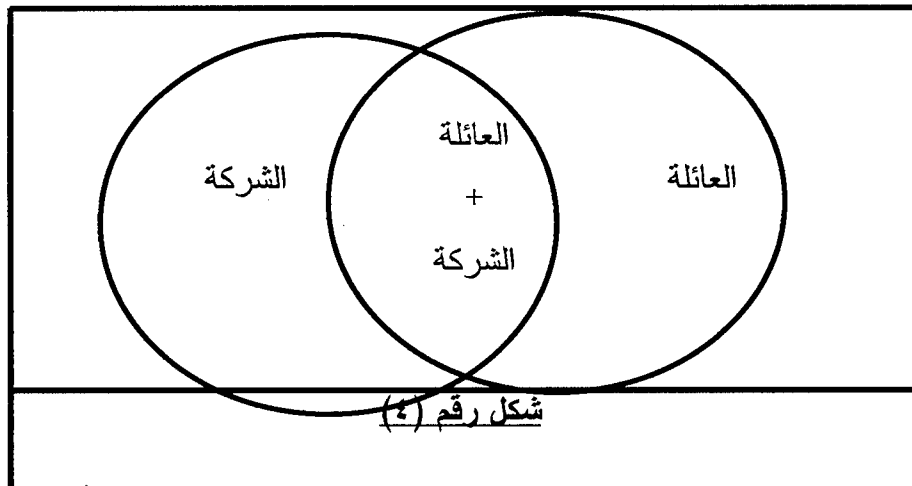 العائلة
العائلة
+
الشركة
الشركة
شكل رقم (٤)